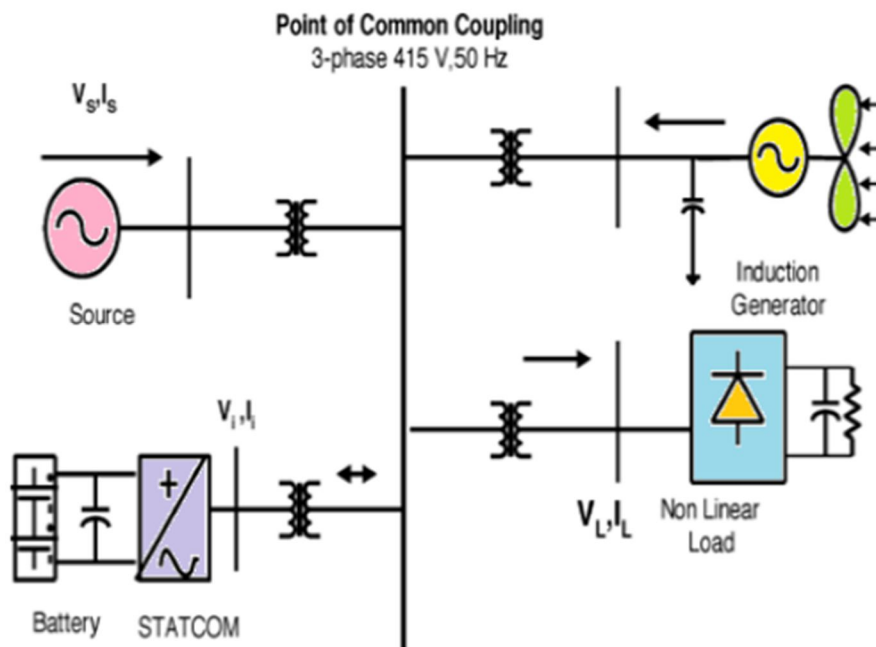 Point of Common Coupling
3-phase 415 V,50 Hz
Vs,Is
Source
Induction
Generator
Vi,Ii
VL,IL
Non Linear
Load
Battery
STATCOM